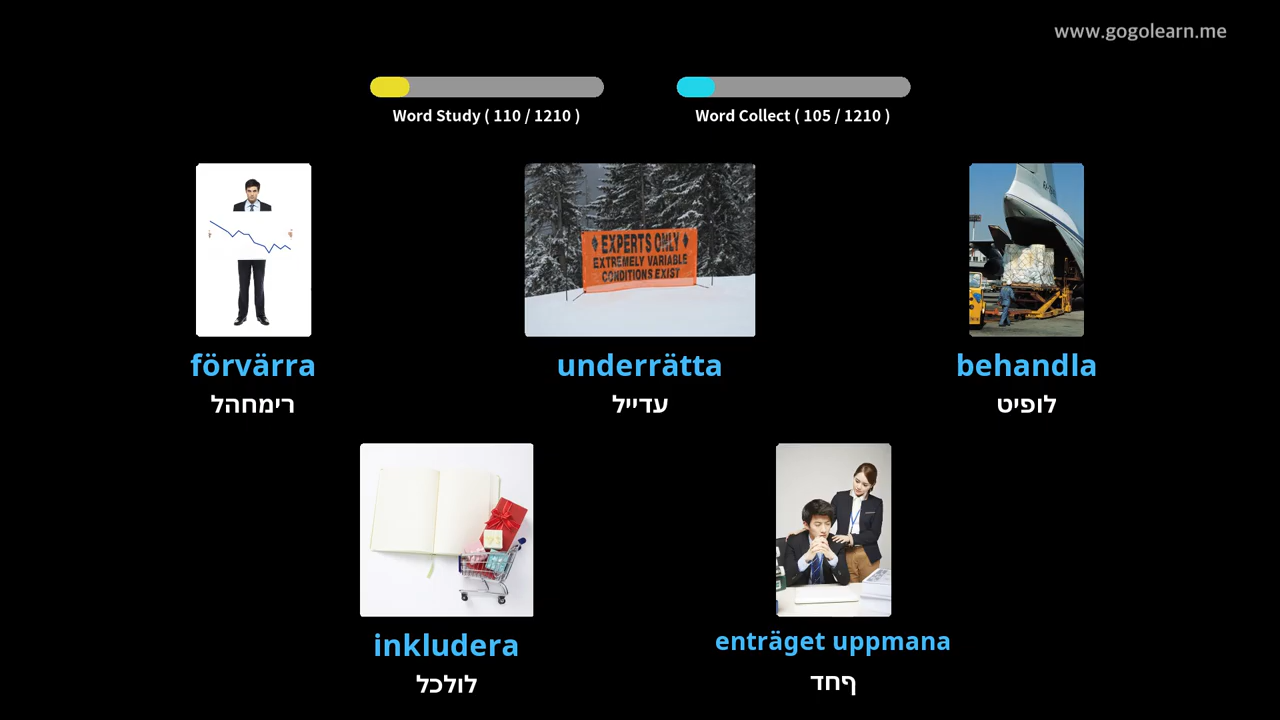 www.gogolearn.me
Word Study ( 110 / 1210 )
Word Collect ( 105 / 1210 )
EXPERTS ONLY
EXTREMELY VARIABLE
CONDITIONS EXIST
förvärra
רימחהל
underrätta
עדייל
behandla
לופיט
inkludera
לולכל
enträget uppmana
ףחד